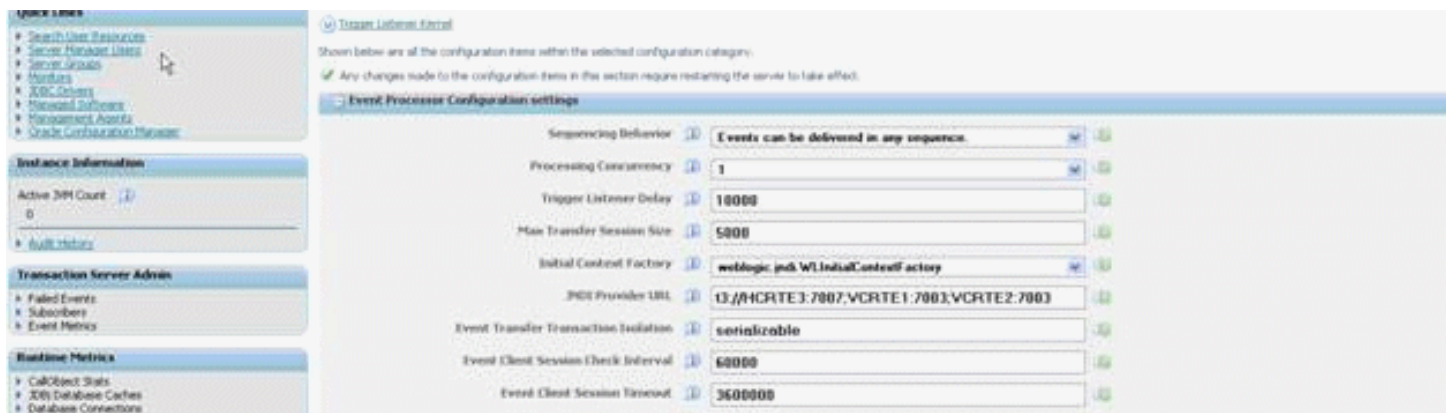 Quick Links
Search User Resources
Server Manager Users
Server Groups
Monitors
JDBC Drivers
Managed Software
Management Agents
Oracle Configuration Manager
Instance Information
Active JVM Count
0
Audit History
Transaction Server Admin
Failed Events
Subscribers
Event Metrics
Runtime Metrics
CallObject Stats
JDBj Database Caches
Database Connections
Trigger Listener Kernel
Shown below are all the configuration items within the selected configuration category.
Any changes made to the configuration items in this section require restarting the server to take effect.
Event Processor Configuration settings
Sequencing Behavior Events can be delivered in any sequence.
Processing Concurrency 1
Trigger Listener Delay 10000
Max Transfer Session Size 5000
Initial Context Factory weblogic.jndi.WLInitialContextFactory
JNDI Provider URL t3://HCRTE3:7007,VCRTE1:7003;VCRTE2:7003
Event Transfer Transaction Isolation serializable
Event Client Session Check Interval 60000
Event Client Session Timeout 3600000